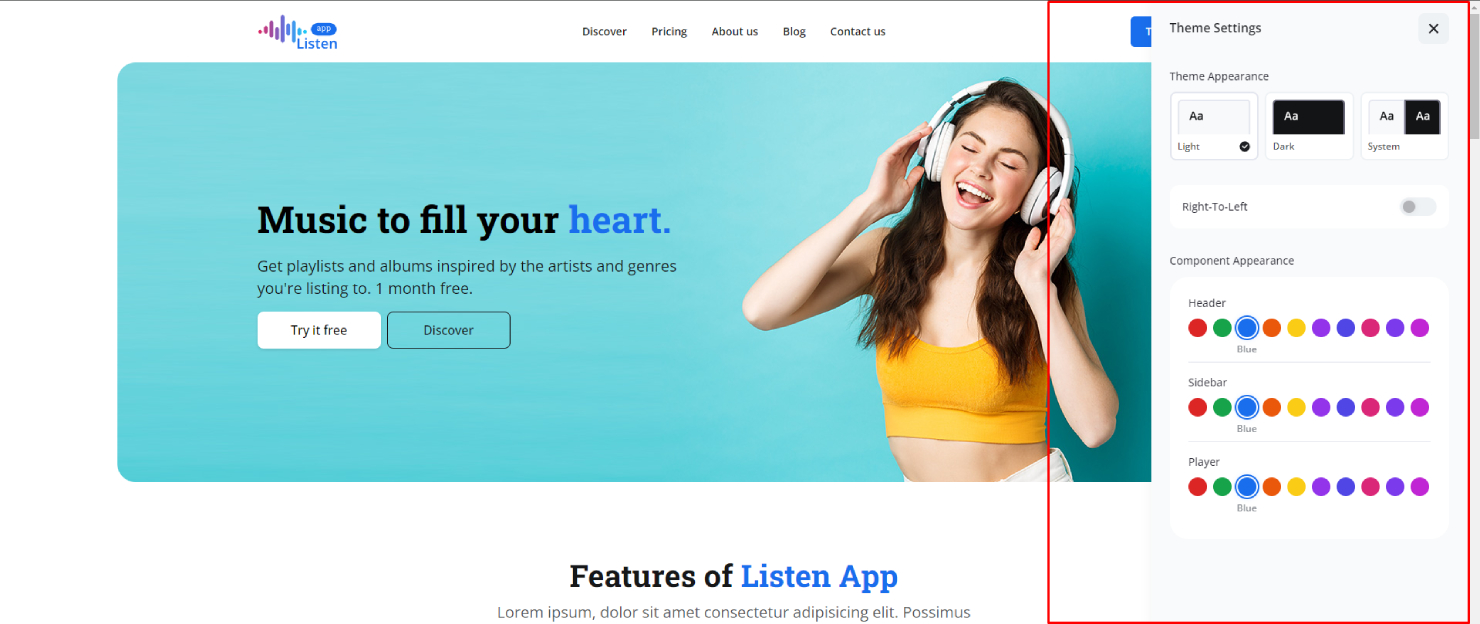 app
Listen
Discover
Pricing
About us
Blog
Contact us
Music to fill your heart.
Get playlists and albums inspired by the artists and genres
you're listing to. 1 month free.
Try it free
Discover
Features of Listen App
Lorem ipsum, dolor sit amet consectetur adipisicing elit. Possimus
Theme Settings
Theme Appearance
Aa
Aa
Aa
Aa
Light
Dark
System
Right-To-Left
Component Appearance
Header
Blue
Sidebar
Blue
Player
Blue